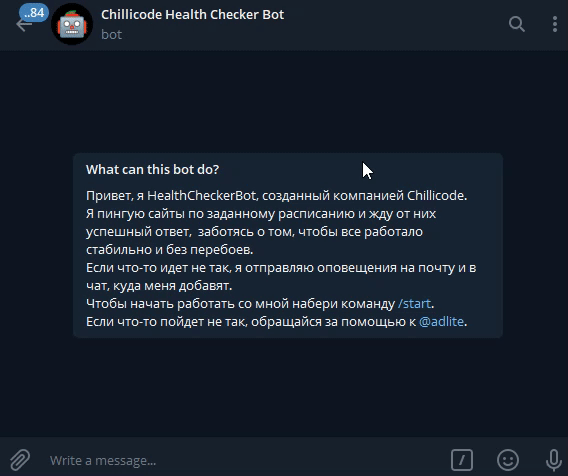 ..84
Chillicode Health Checker Bot
bot
What can this bot do?
Привет, я HealthCheckerBot, созданный компанией Chillicode.
Я пингую сайты по заданному расписанию и жду от них
успешный ответ,  заботясь о том, чтобы все работало
стабильно и без перебоев.
Если что-то идет не так, я отправляю оповещения на почту и в
чат, куда меня добавят.
Чтобы начать работать со мной набери команду /start.
Если что-то пойдет не так, обращайся за помощью к @adlite.
Write a message...
/